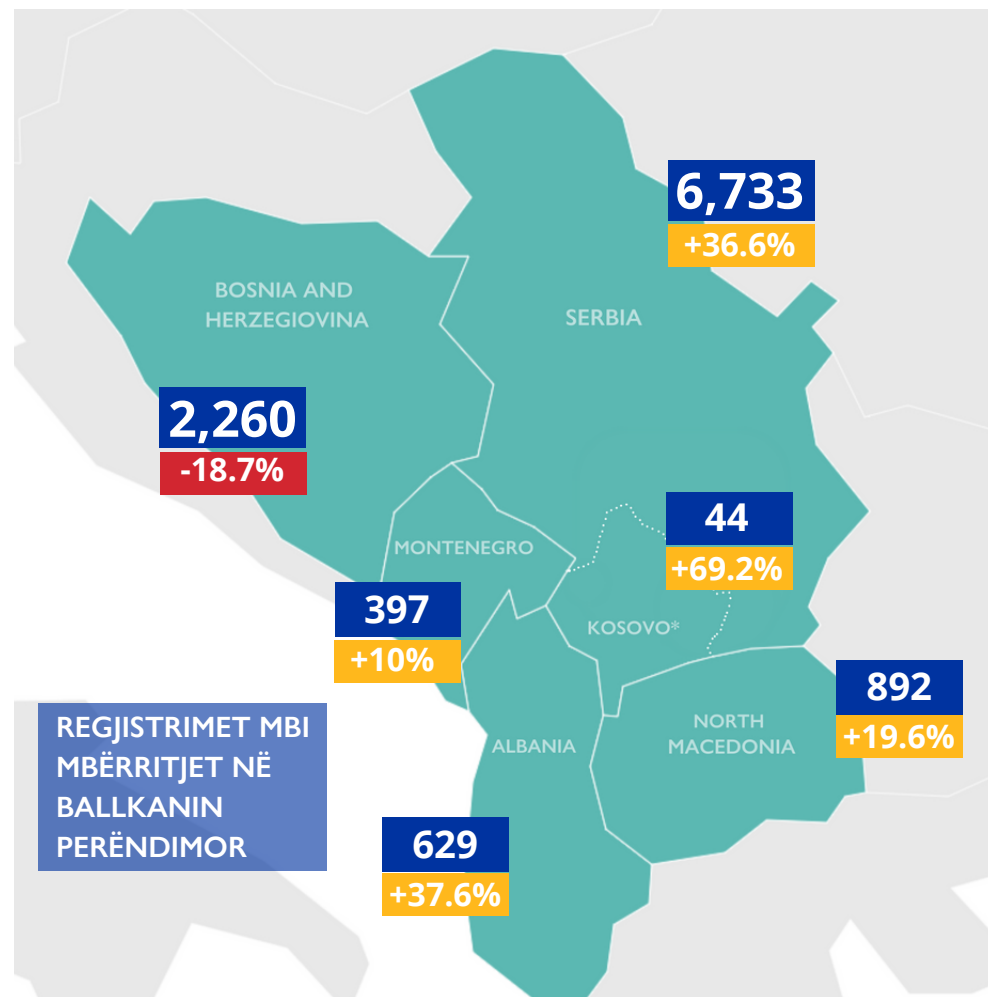 6,733
+36.6%
BOSNIA AND
HERZEGIOVINA
SERBIA
2,260
-18.7%
44
+69.2%
MONTENEGRO
397
+10%
KOSOVO*
892
+19.6%
REGJISTRIMET MBI
MBËRRITJET NË
BALLKANIN
PERËNDIMOR
ALBANIA
NORTH
MACEDONIA
629
+37.6%